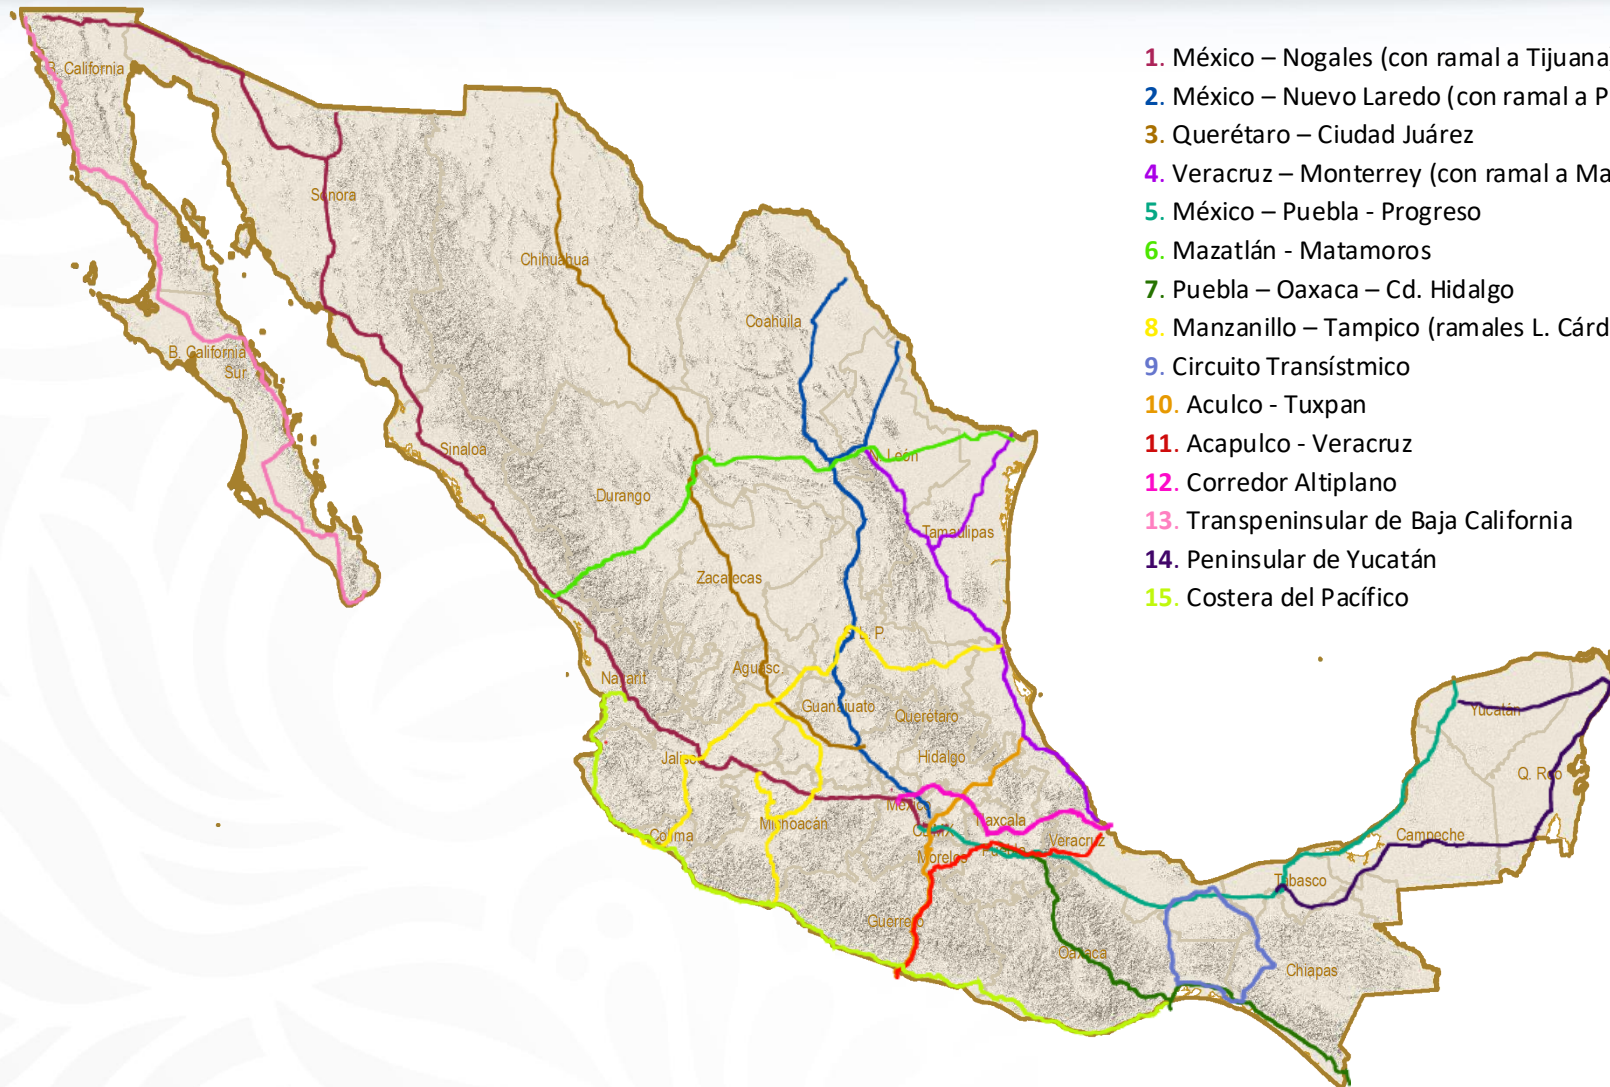 1. México – Nogales (con ramal a Tijuana
2. México – Nuevo Laredo (con ramal a P
3. Querétaro – Ciudad Juárez
4. Veracruz – Monterrey (con ramal a Ma
5. México – Puebla - Progreso
6. Mazatlán - Matamoros
7. Puebla – Oaxaca – Cd. Hidalgo
8. Manzanillo – Tampico (ramales L. Cárd
9. Circuito Transístmico
10. Aculco - Tuxpan
11. Acapulco - Veracruz
12. Corredor Altiplano
13. Transpeninsular de Baja California
14. Peninsular de Yucatán
15. Costera del Pacífico
B. California
Sonora
Chihuahua
Coahuila
B. California
Sur
Sinaloa
N. León
Durango
Tamaulipas
Zacatecas
L. P
Aguasc.
Nayarit
Guanajuato
Querétaro
Yucatán
Jalisco
Hidalgo
Q. Roo
México
Tlaxcala
Michoacán
Colima
Veracruz
Campeche
Morelos
Puebla
Tabasco
Guerrero
Oaxaca
Chiapas